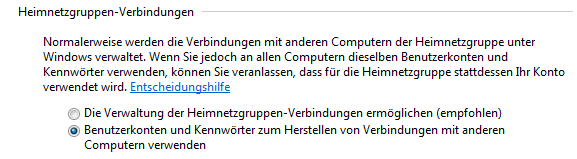 Heimnetzgruppen-Verbindungen
Normalerweise werden die Verbindungen mit anderen Computern der Heimnetzgruppe unter
Windows verwaltet. Wenn Sie jedoch an allen Computern dieselben Benutzerkonten und
Kennwörter verwenden, können Sie veranlassen, dass für die Heimnetzgruppe stattdessen Ihr Konto
verwendet wird. Entscheidungshilfe
Die Verwaltung der Heimnetzgruppen-Verbindungen ermöglichen (empfohlen)
Benutzerkonten und Kennwörter zum Herstellen von Verbindungen mit anderen
Computern verwenden